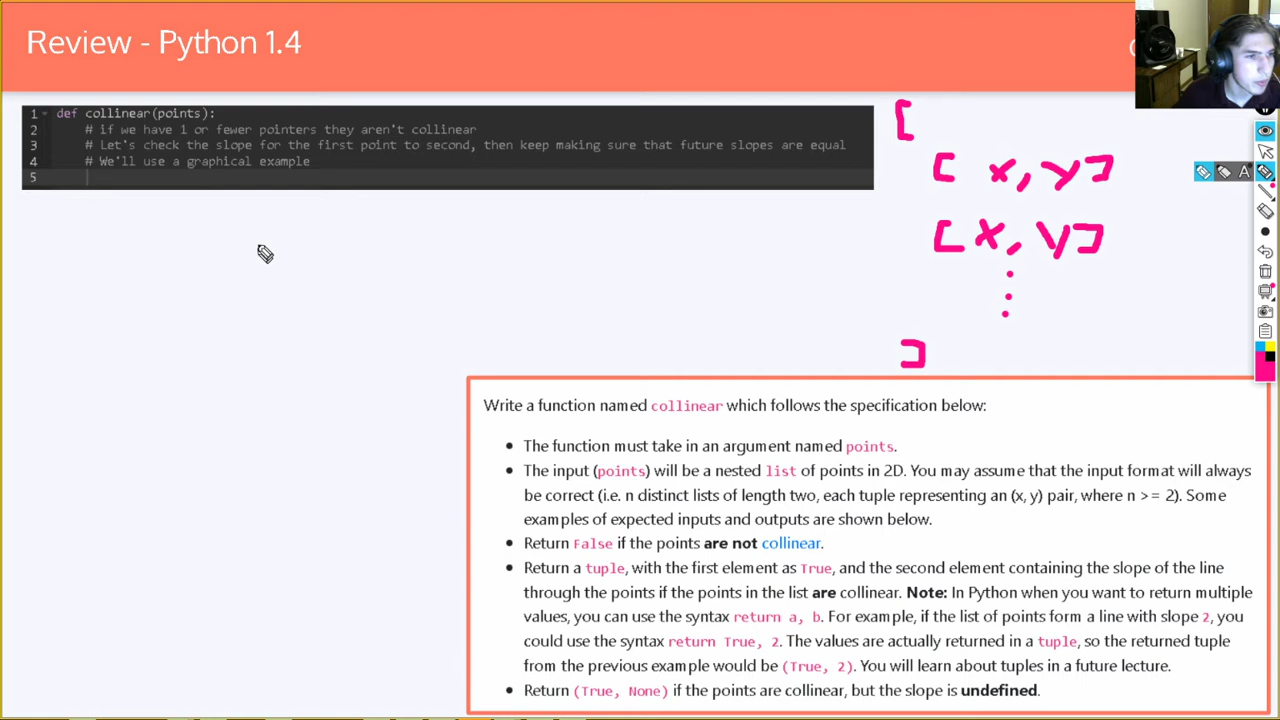 Review - Python 1.4
1 def collinear(points):
2 # if we have 1 or fewer pointers they aren't collinear
3 # Let's check the slope for the first point to second, then keep making sure that future slopes are equal
4 # We'll use a graphical example
5
[
[ x, y]
[x, y]
]
A
Write a function named collinear which follows the specification below:
• The function must take in an argument named points.
• The input (points) will be a nested list of points in 2D. You may assume that the input format will always
be correct (i.e. n distinct lists of length two, each tuple representing an (x, y) pair, where n >= 2). Some
examples of expected inputs and outputs are shown below.
• Return False if the points are not collinear.
• Return a tuple, with the first element as True, and the second element containing the slope of the line
through the points if the points in the list are collinear. Note: In Python when you want to return multiple
values, you can use the syntax return a, b. For example, if the list of points form a line with slope 2, you
could use the syntax return True, 2. The values are actually returned in a tuple, so the returned tuple
from the previous example would be (True, 2). You will learn about tuples in a future lecture.
• Return (True, None) if the points are collinear, but the slope is undefined.